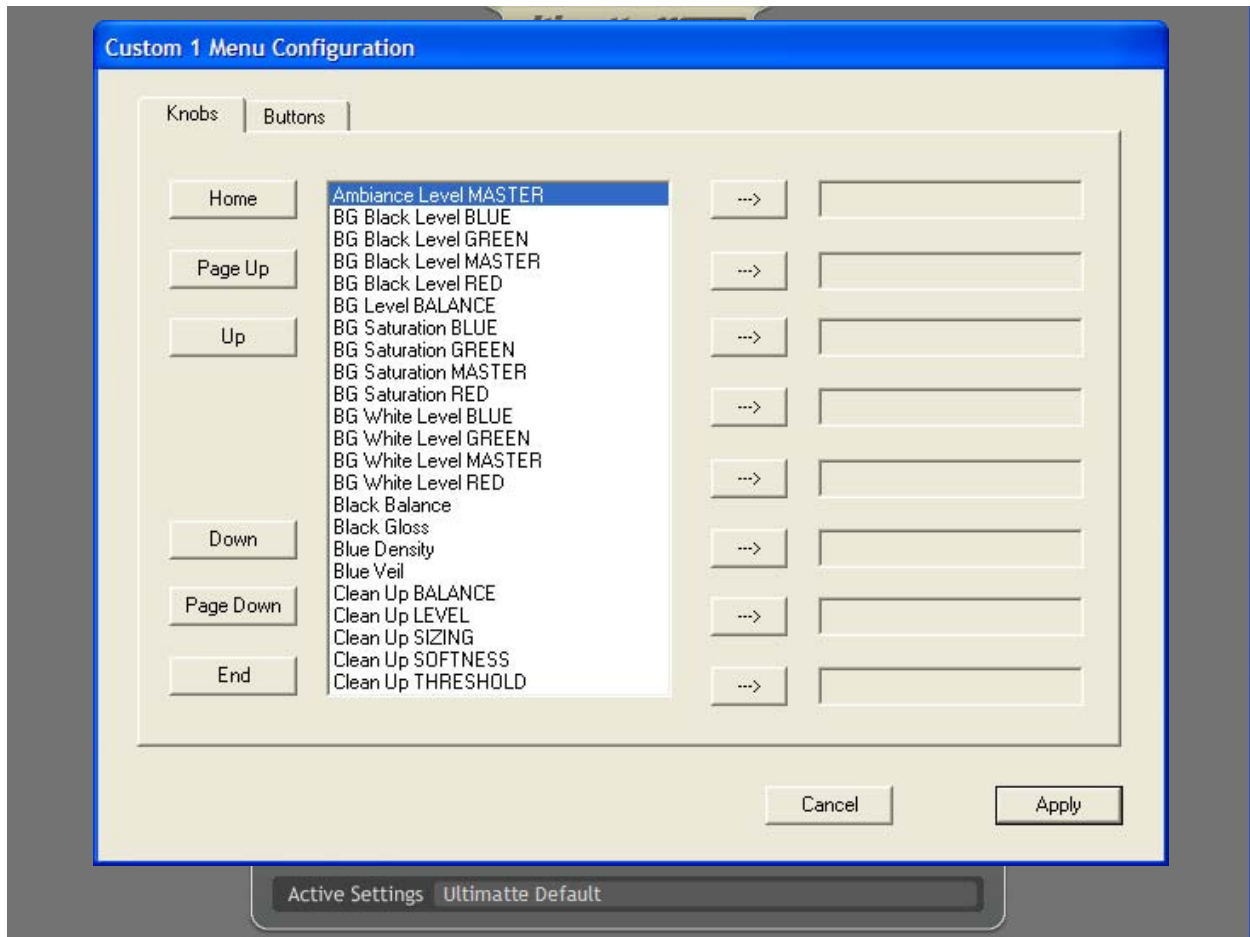 Custom 1 Menu Configuration
Knobs
Buttons
Home
Page Up
Up
Down
Page Down
End
Ambiance Level MASTER
BG Black Level BLUE
BG Black Level GREEN
BG Black Level MASTER
BG Black Level RED
BG Level BALANCE
BG Saturation BLUE
BG Saturation GREEN
BG Saturation MASTER
BG Saturation RED
BG White Level BLUE
BG White Level GREEN
BG White Level MASTER
BG White Level RED
Black Balance
Black Gloss
Blue Density
Blue Veil
Clean Up BALANCE
Clean Up LEVEL
Clean Up SIZING
Clean Up SOFTNESS
Clean Up THRESHOLD
--->
--->
--->
--->
--->
--->
--->
--->
Cancel
Apply
Active Settings Ultimatte Default